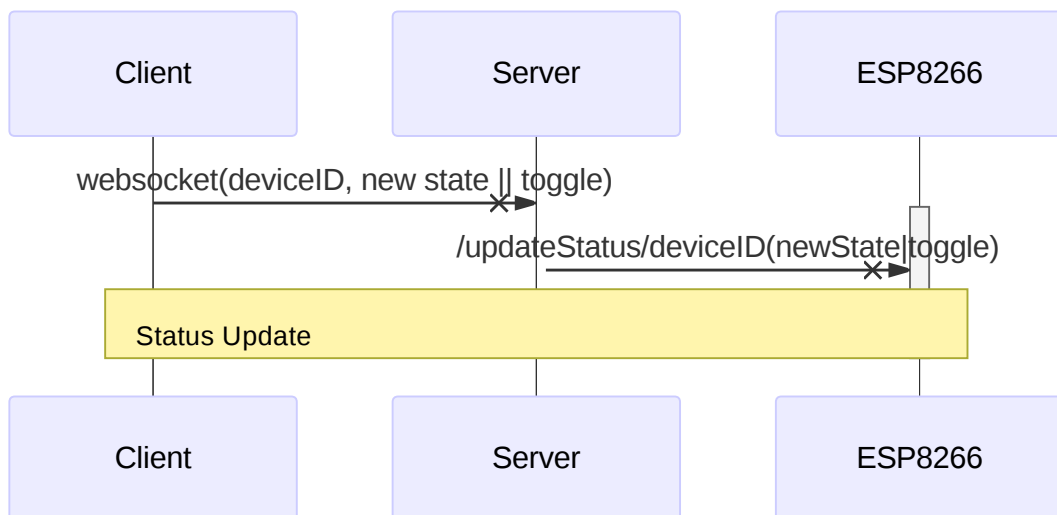 Client
Server
ESP8266
websocket(deviceID, new state || toggle)
/updateStatus/deviceID(newState|toggle)
Status Update
Client
Server
ESP8266